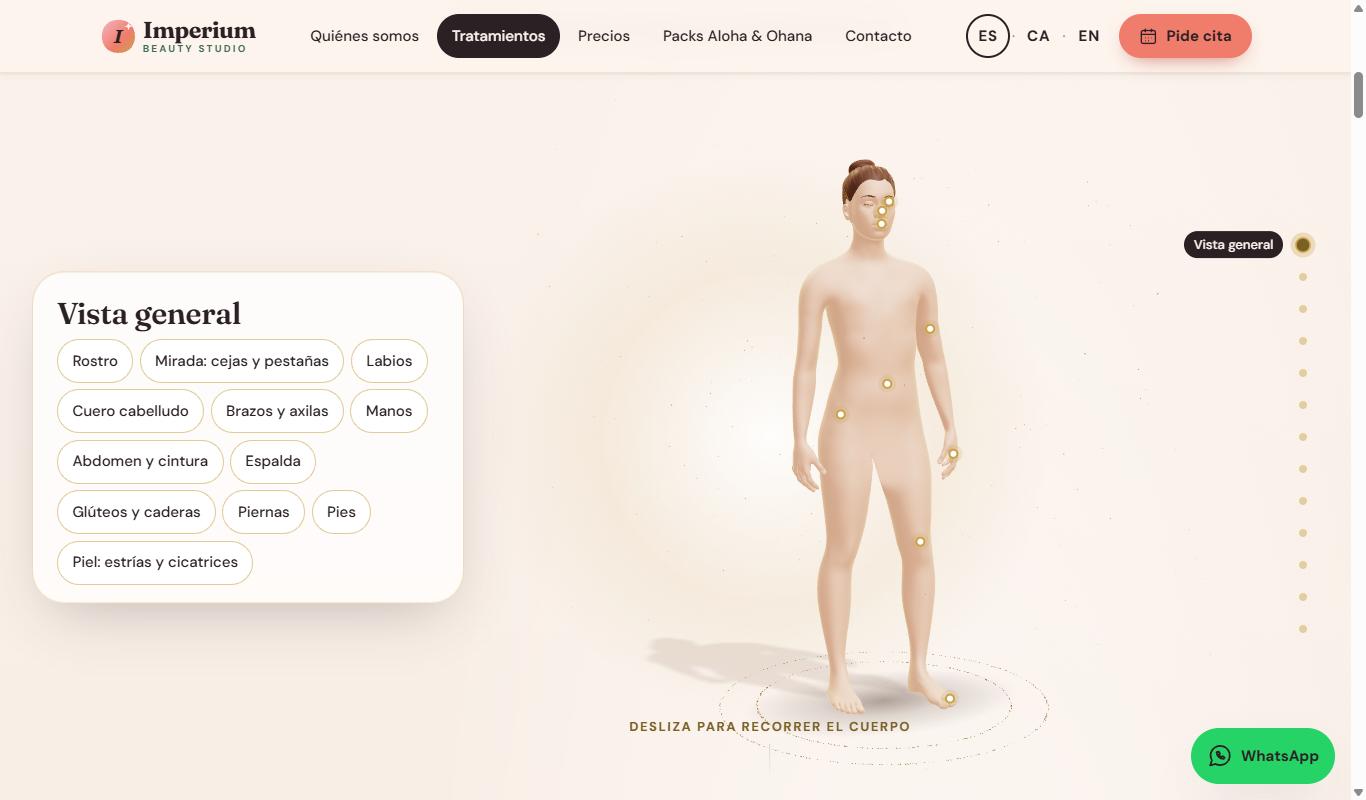 Imperium
BEAUTY STUDIO
Quiénes somos
Tratamientos
Precios
Packs Aloha & Ohana
Contacto
ES · CA · EN
Pide cita
Vista general
Vista general
Rostro
Mirada: cejas y pestañas
Labios
Cuero cabelludo
Brazos y axilas
Manos
Abdomen y cintura
Espalda
Glúteos y caderas
Piernas
Pies
Piel: estrías y cicatrices
DESLIZA PARA RECORRER EL CUERPO
WhatsApp